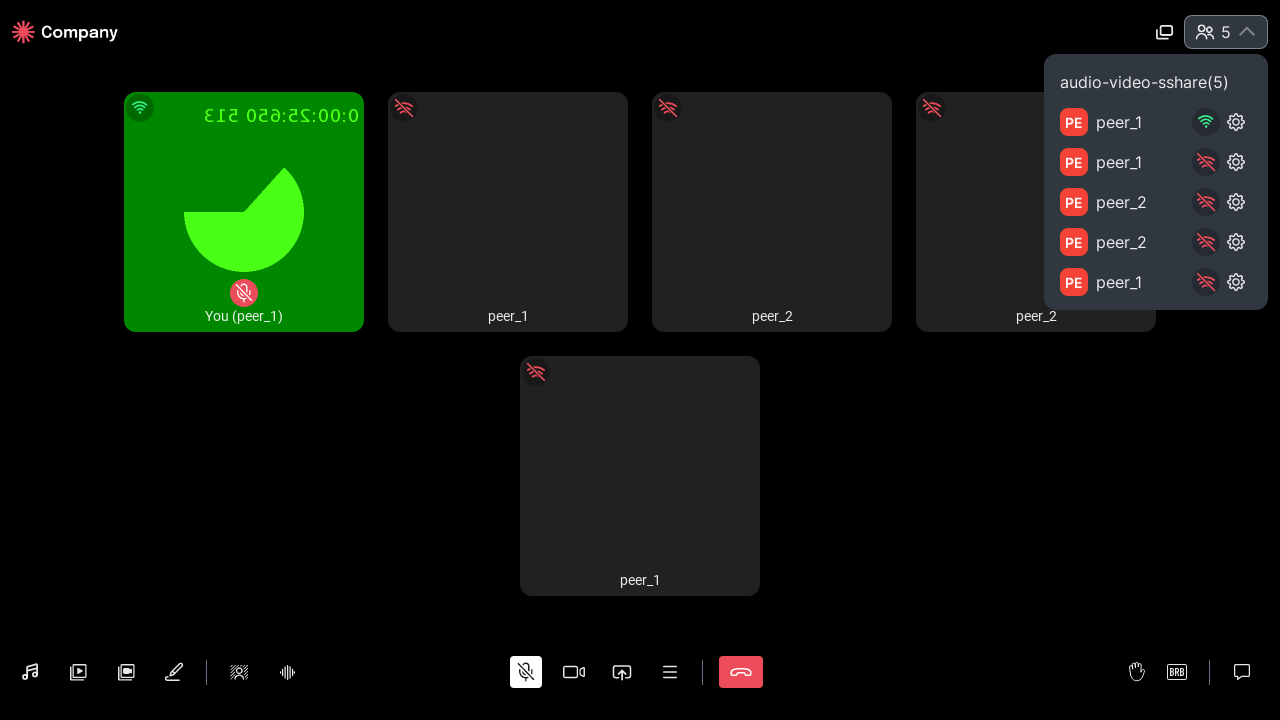 Company
5
audio-video-sshare(5)
PE peer_1
PE peer_1
PE peer_2
PE peer_2
PE peer_1
0:00:25:650 513
You (peer_1)
peer_1
peer_2
peer_2
peer_1
BRB